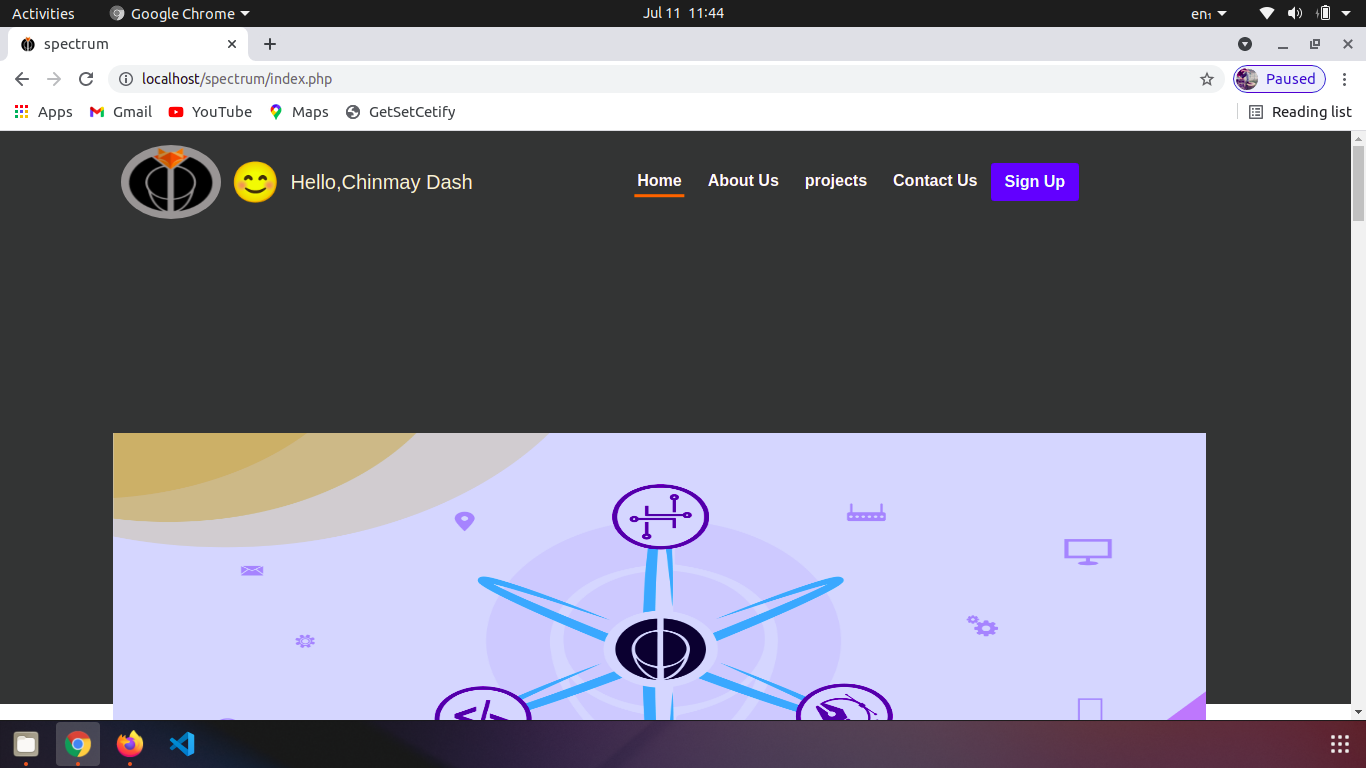 Activities Google Chrome Jul 11 11:44 en₁
spectrum
localhost/spectrum/index.php Paused
Apps Gmail YouTube Maps GetSetCetify Reading list
Hello,Chinmay Dash Home About Us projects Contact Us Sign Up